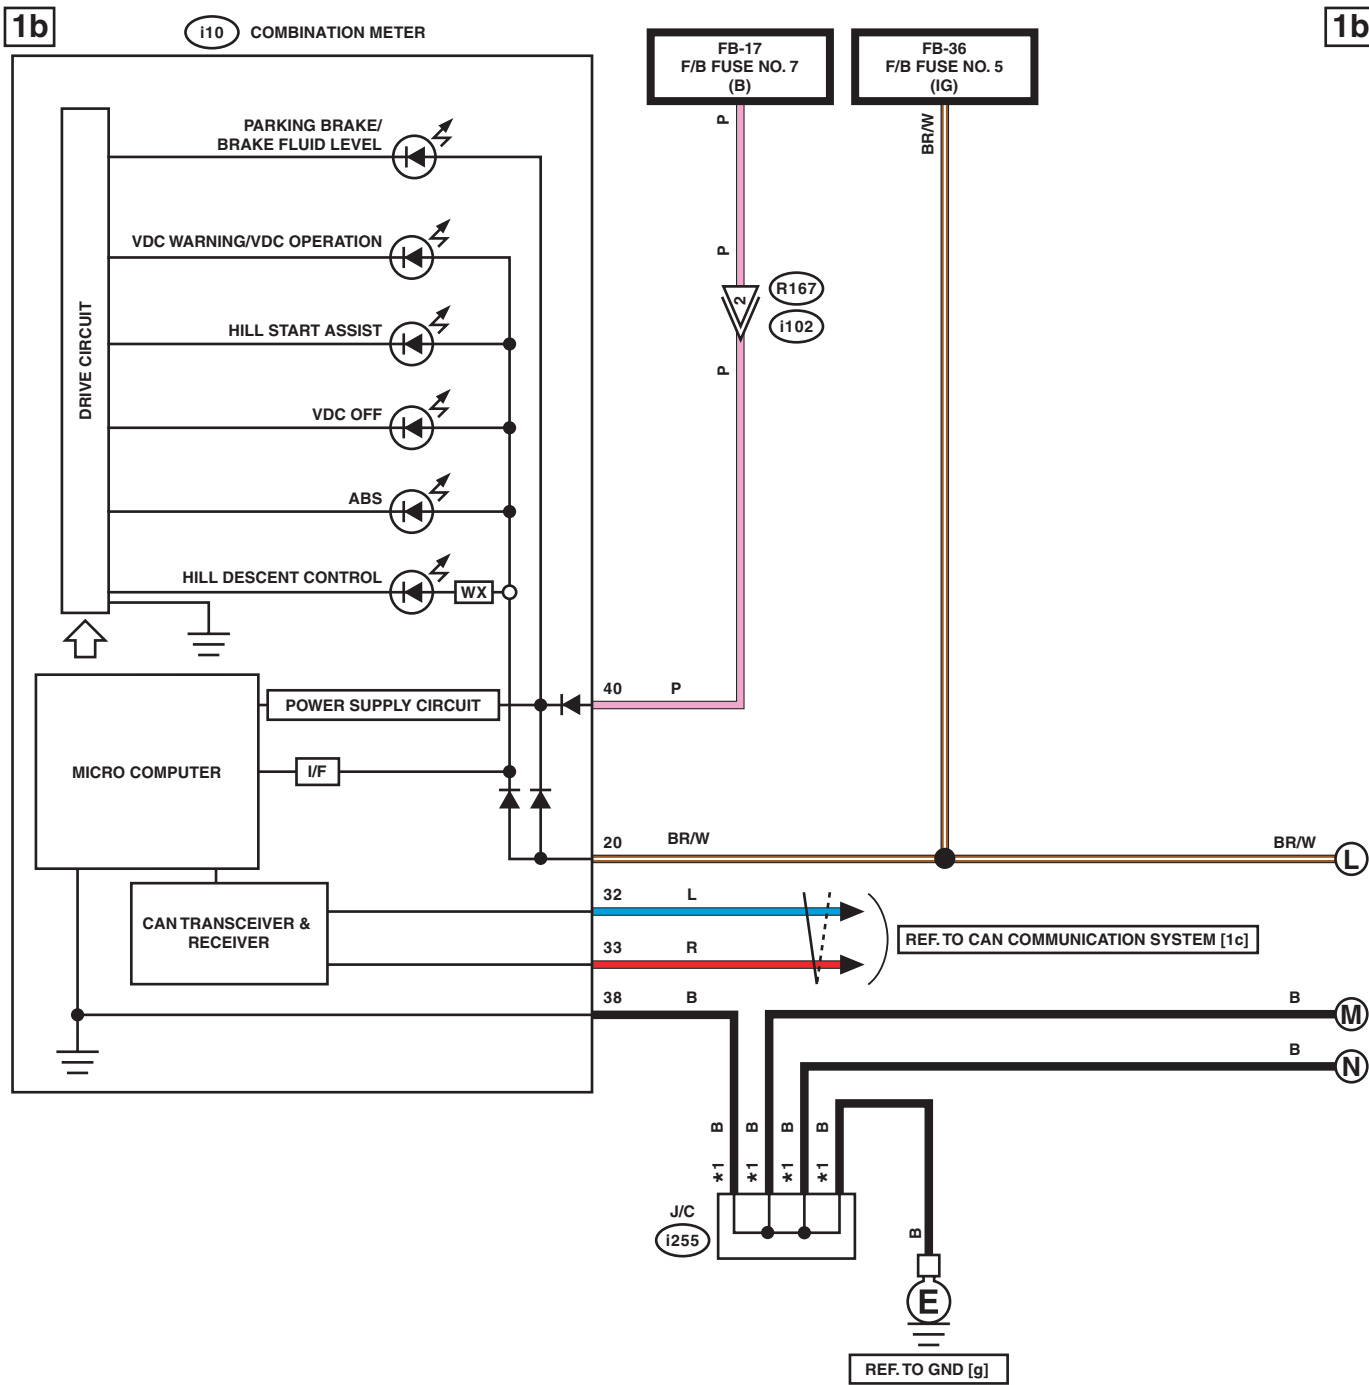 1b
i10 COMBINATION METER
1b
FB-17
F/B FUSE NO. 7
(B)
FB-36
F/B FUSE NO. 5
(IG)
P
BR/W
PARKING BRAKE/
BRAKE FLUID LEVEL
VDC WARNING/VDC OPERATION
P
2
R167
i102
HILL START ASSIST
P
DRIVE CIRCUIT
VDC OFF
ABS
HILL DESCENT CONTROL
WX
40 P
POWER SUPPLY CIRCUIT
MICRO COMPUTER
I/F
20 BR/W
BR/W
L
32 L
CAN TRANSCEIVER &
RECEIVER
REF. TO CAN COMMUNICATION SYSTEM [1c]
33 R
38 B
B
M
B
N
B B B B
*1 *1 *1 *1
J/C
i255
B
E
REF. TO GND [g]